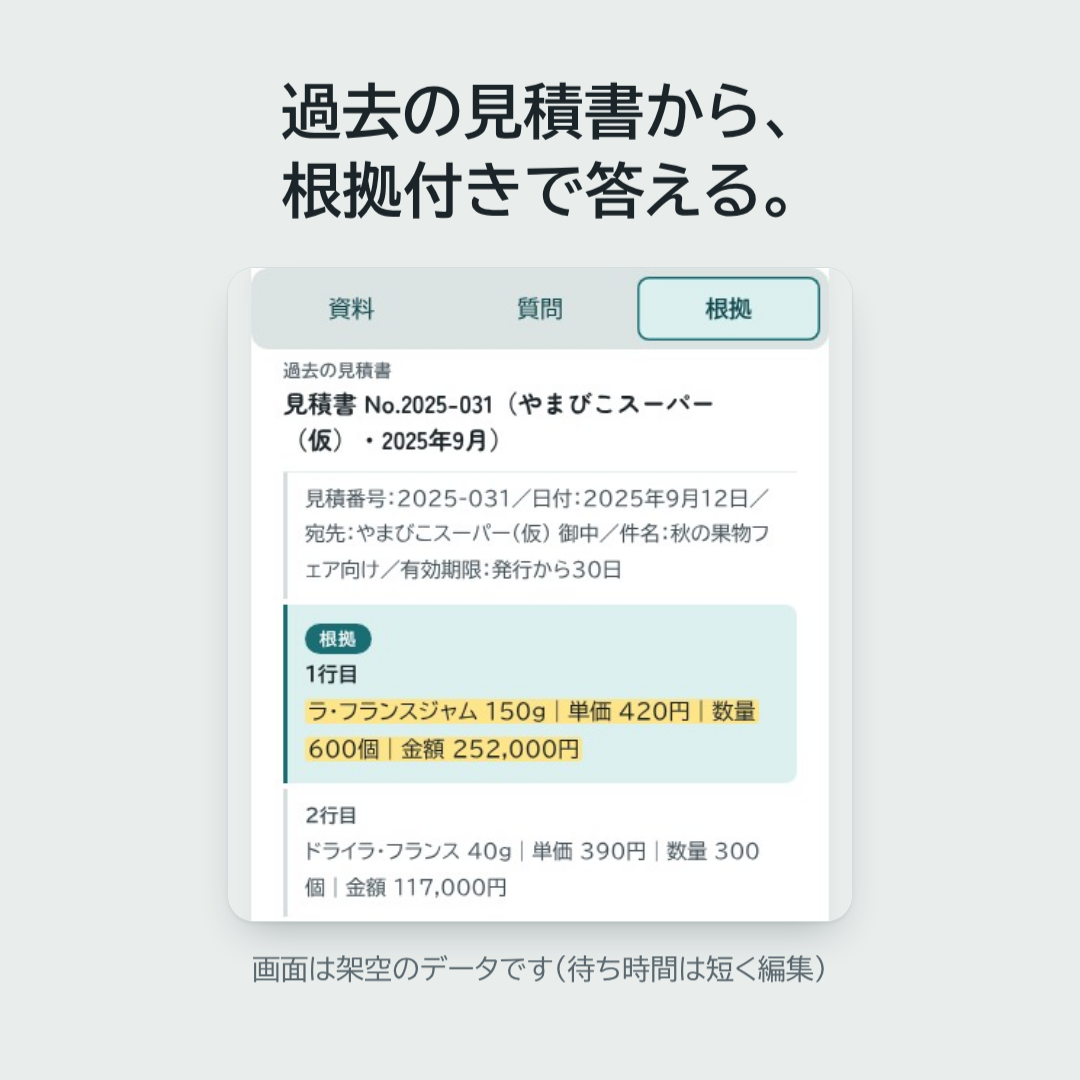 過去の見積書から、
根拠付きで答える。
資料 質問 根拠
過去の見積書
見積書 No.2025-031（やまびこスーパー
（仮）・2025年9月）
見積番号：2025-031／日付：2025年9月12日／
宛先：やまびこスーパー（仮） 御中／件名：秋の果物フ
ェア向け／有効期限：発行から30日
根拠
1行目
ラ・フランスジャム 150g｜単価 420円｜数量
600個｜金額 252,000円
2行目
ドライラ・フランス 40g｜単価 390円｜数量 300
個｜金額 117,000円
画面は架空のデータです（待ち時間は短く編集）